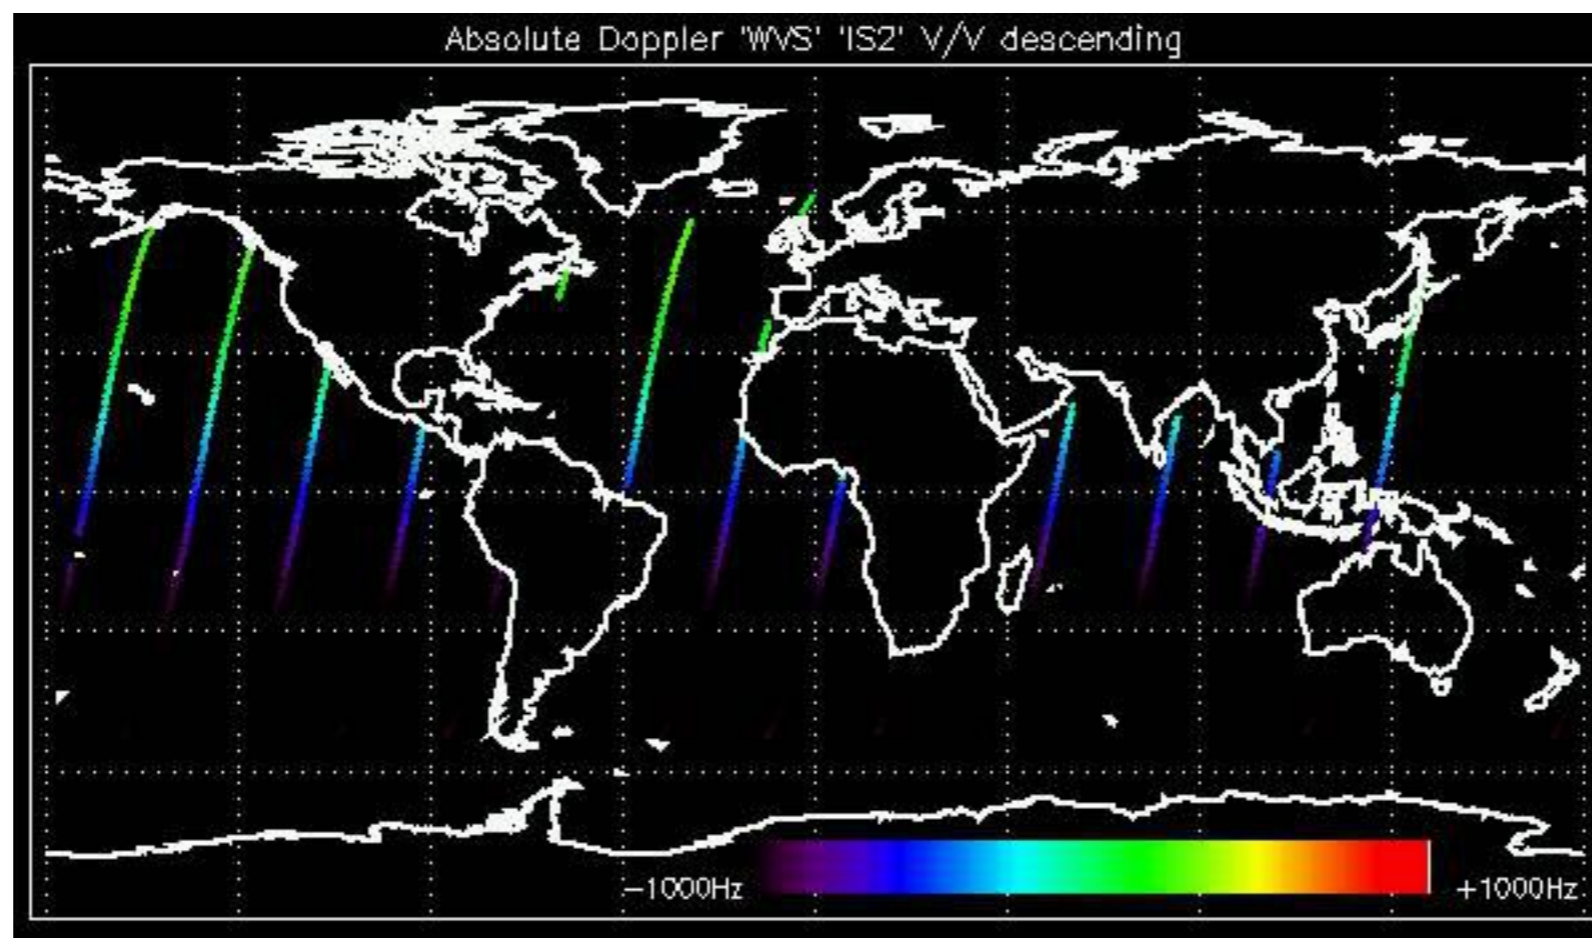 Absolute Doppler 'WVS' 'IS2' V/V descending
-1000Hz +1000Hz